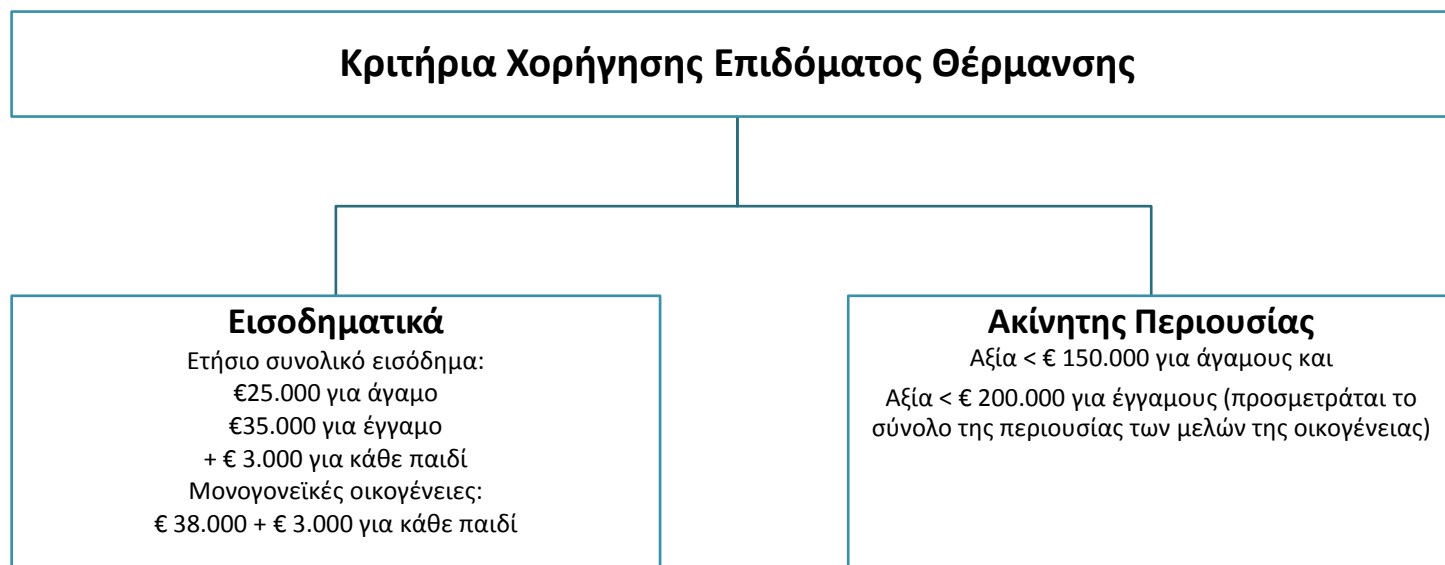 Κριτήρια Χορήγησης Επιδόματος Θέρμανσης
Εισοδηματικά
Ετήσιο συνολικό εισόδημα:
€25.000 για άγαμο
€35.000 για έγγαμο
+ € 3.000 για κάθε παιδί
Μονογονεϊκές οικογένειες:
€ 38.000 + € 3.000 για κάθε παιδί
Ακίνητης Περιουσίας
Αξία < € 150.000 για άγαμους και
Αξία < € 200.000 για έγγαμους (προσμετράται το
σύνολο της περιουσίας των μελών της οικογένειας)